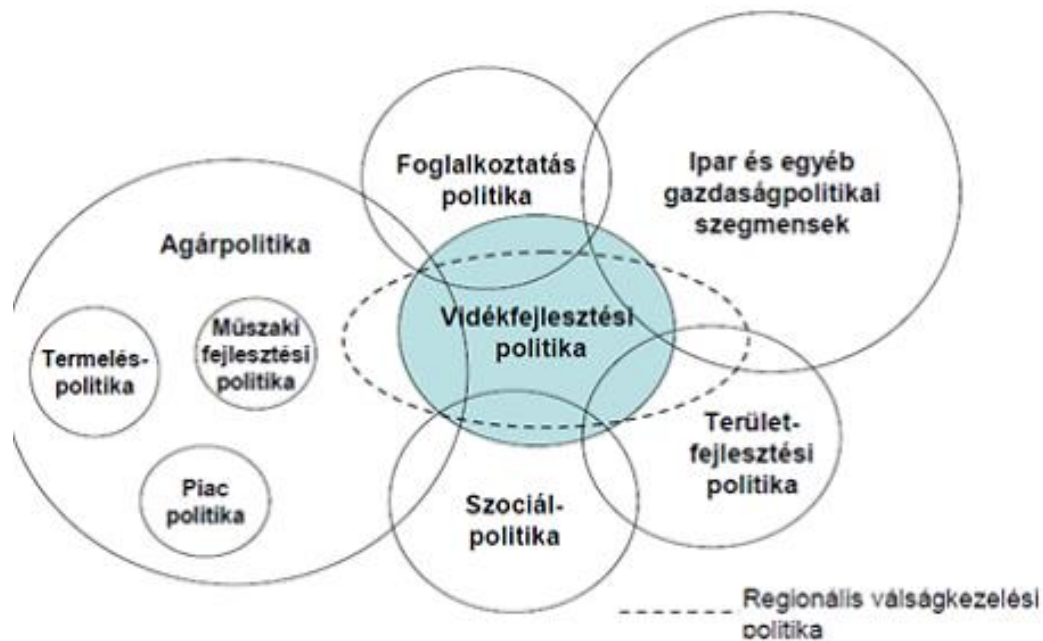 Foglalkoztatás
politika
Ipar és egyéb
gazdaságpolitikai
szegmensek
Agárpolitika
Vidékfejlesztési
politika
Termelés-
politika
Műszaki
fejlesztési
politika
Piac
politika
Szociál-
politika
Terület-
fejlesztési
politika
Regionális válságkezelési
politika